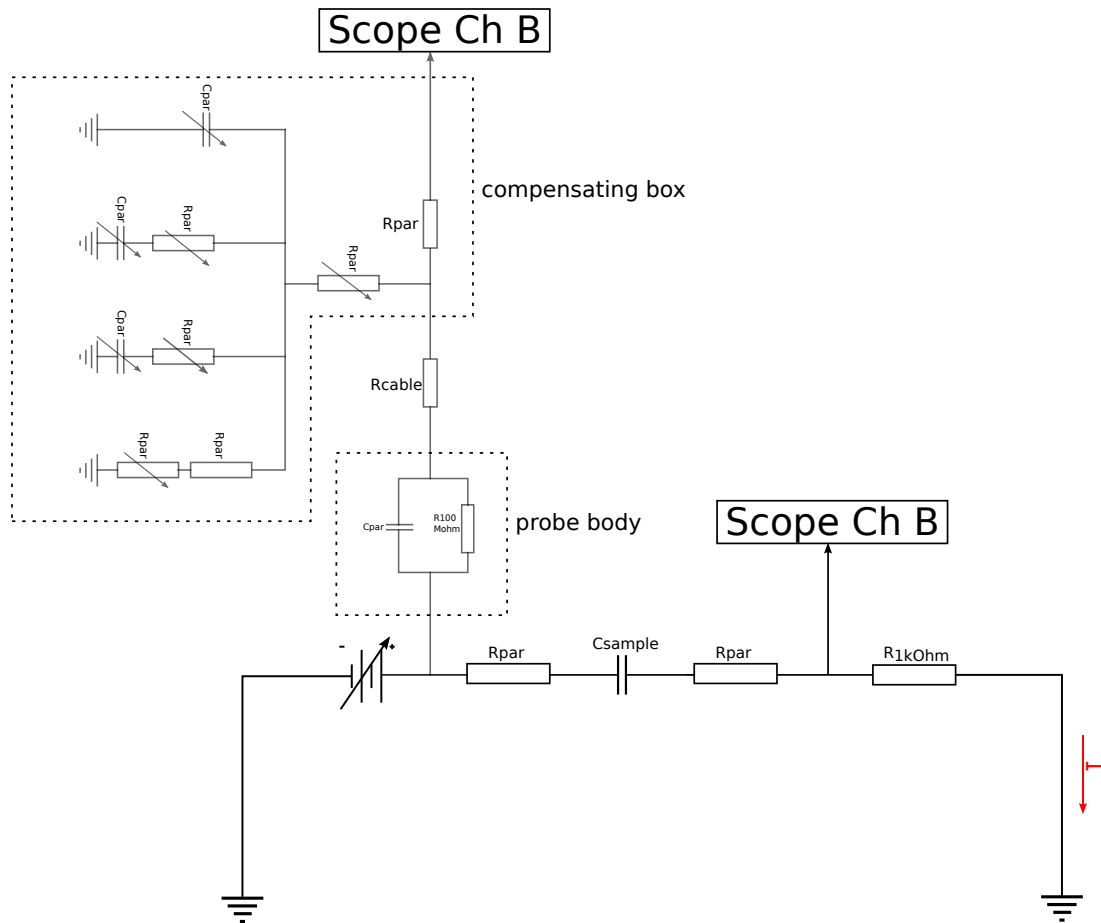 Scope Ch B
Cpar
compensating box
Cpar
Rpar
Rpar
Rpar
Cpar
Rpar
Rcable
Rpar
Rpar
Cpar
R100
Mohm
probe body
Scope Ch B
- +
Rpar
Csample
Rpar
R1kOhm
I